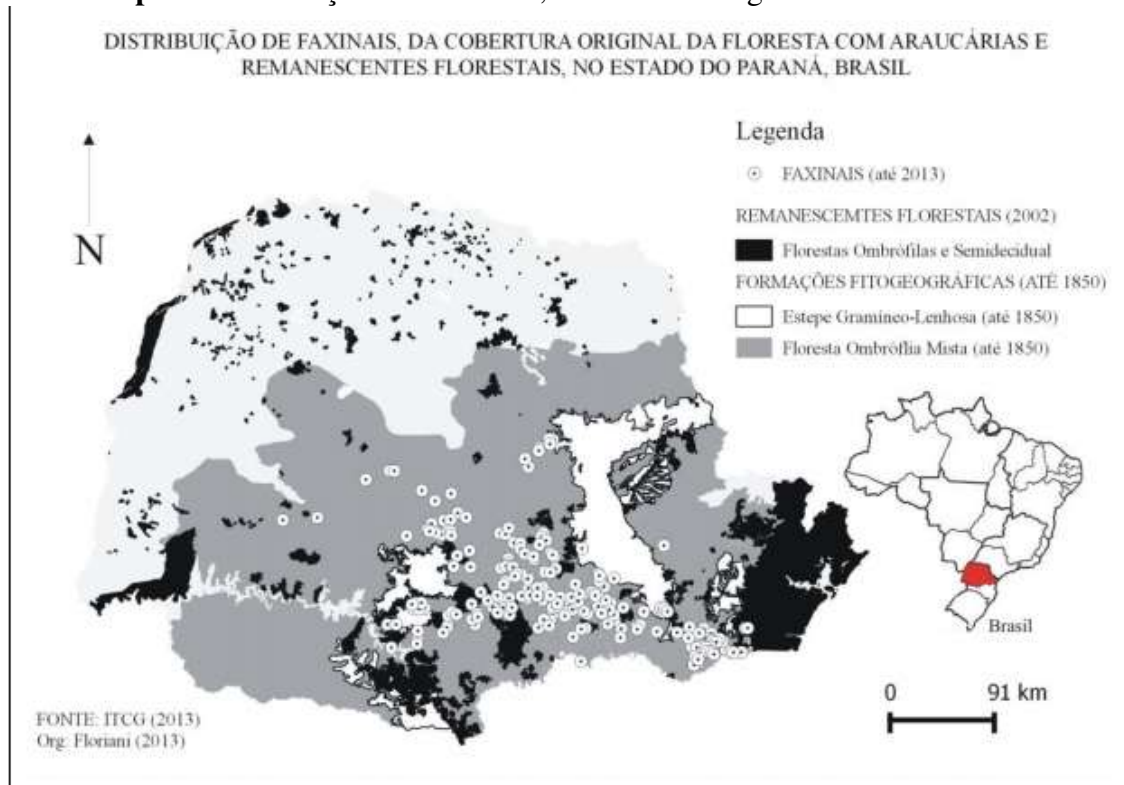 DISTRIBUIÇÃO DE FAXINAIS, DA COBERTURA ORIGINAL DA FLORESTA COM ARAUCÁRIAS E
REMANESCENTES FLORESTAIS, NO ESTADO DO PARANÁ, BRASIL
N
Legenda
FAXINAIS (até 2013)
REMANESCEMTES FLORESTAIS (2002)
Florestas Ombrófilas e Semidecidual
FORMAÇÕES FITOGEOGRÁFICAS (ATÉ 1850)
Estepe Gramíneo-Lenhosa (até 1850)
Floresta Ombróflia Mista (até 1850)
Brasil
0 91 km
FONTE: ITCG (2013)
Org: Floriani (2013)